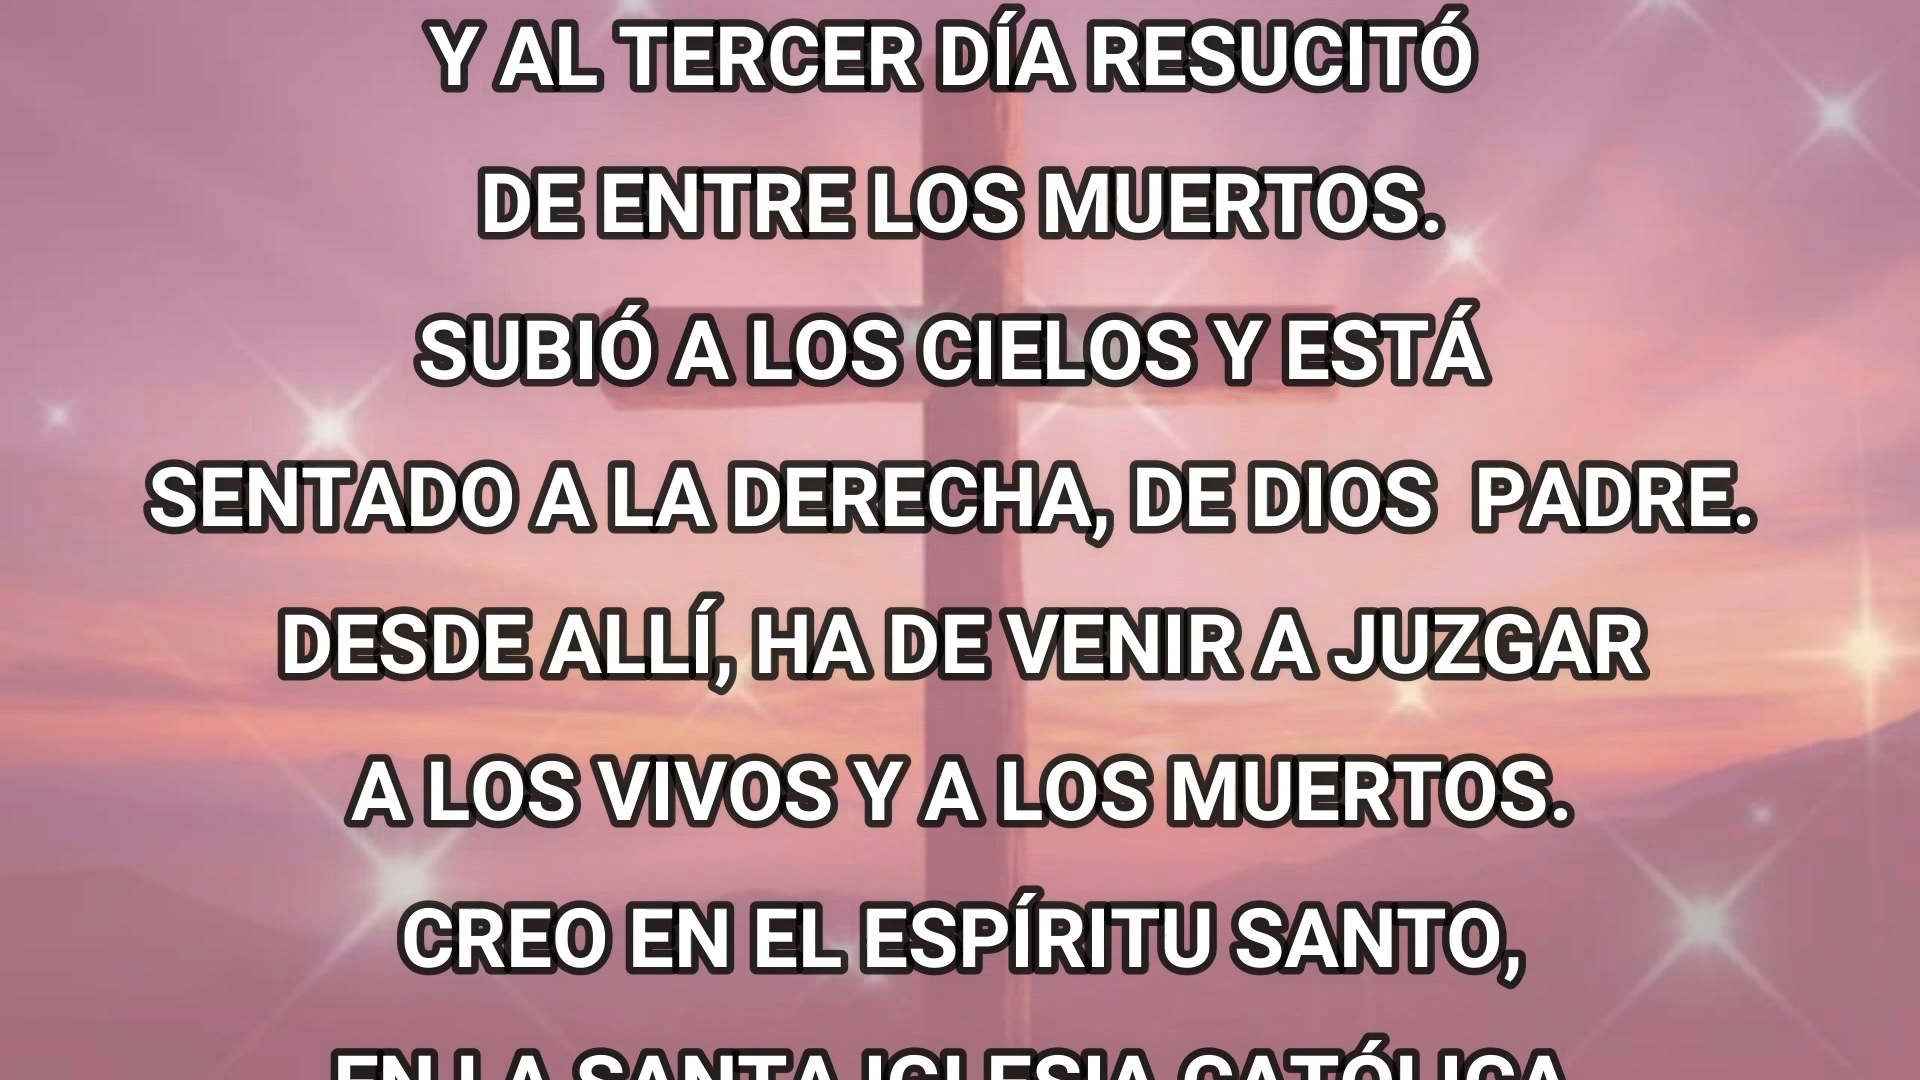 Y AL TERCER DÍA RESUCITÓ
DE ENTRE LOS MUERTOS.
SUBIÓ A LOS CIELOS Y ESTÁ
SENTADO A LA DERECHA, DE DIOS  PADRE.
DESDE ALLÍ, HA DE VENIR A JUZGAR
A LOS VIVOS Y A LOS MUERTOS.
CREO EN EL ESPÍRITU SANTO,
EN LA SANTA IGLESIA CATÓLICA